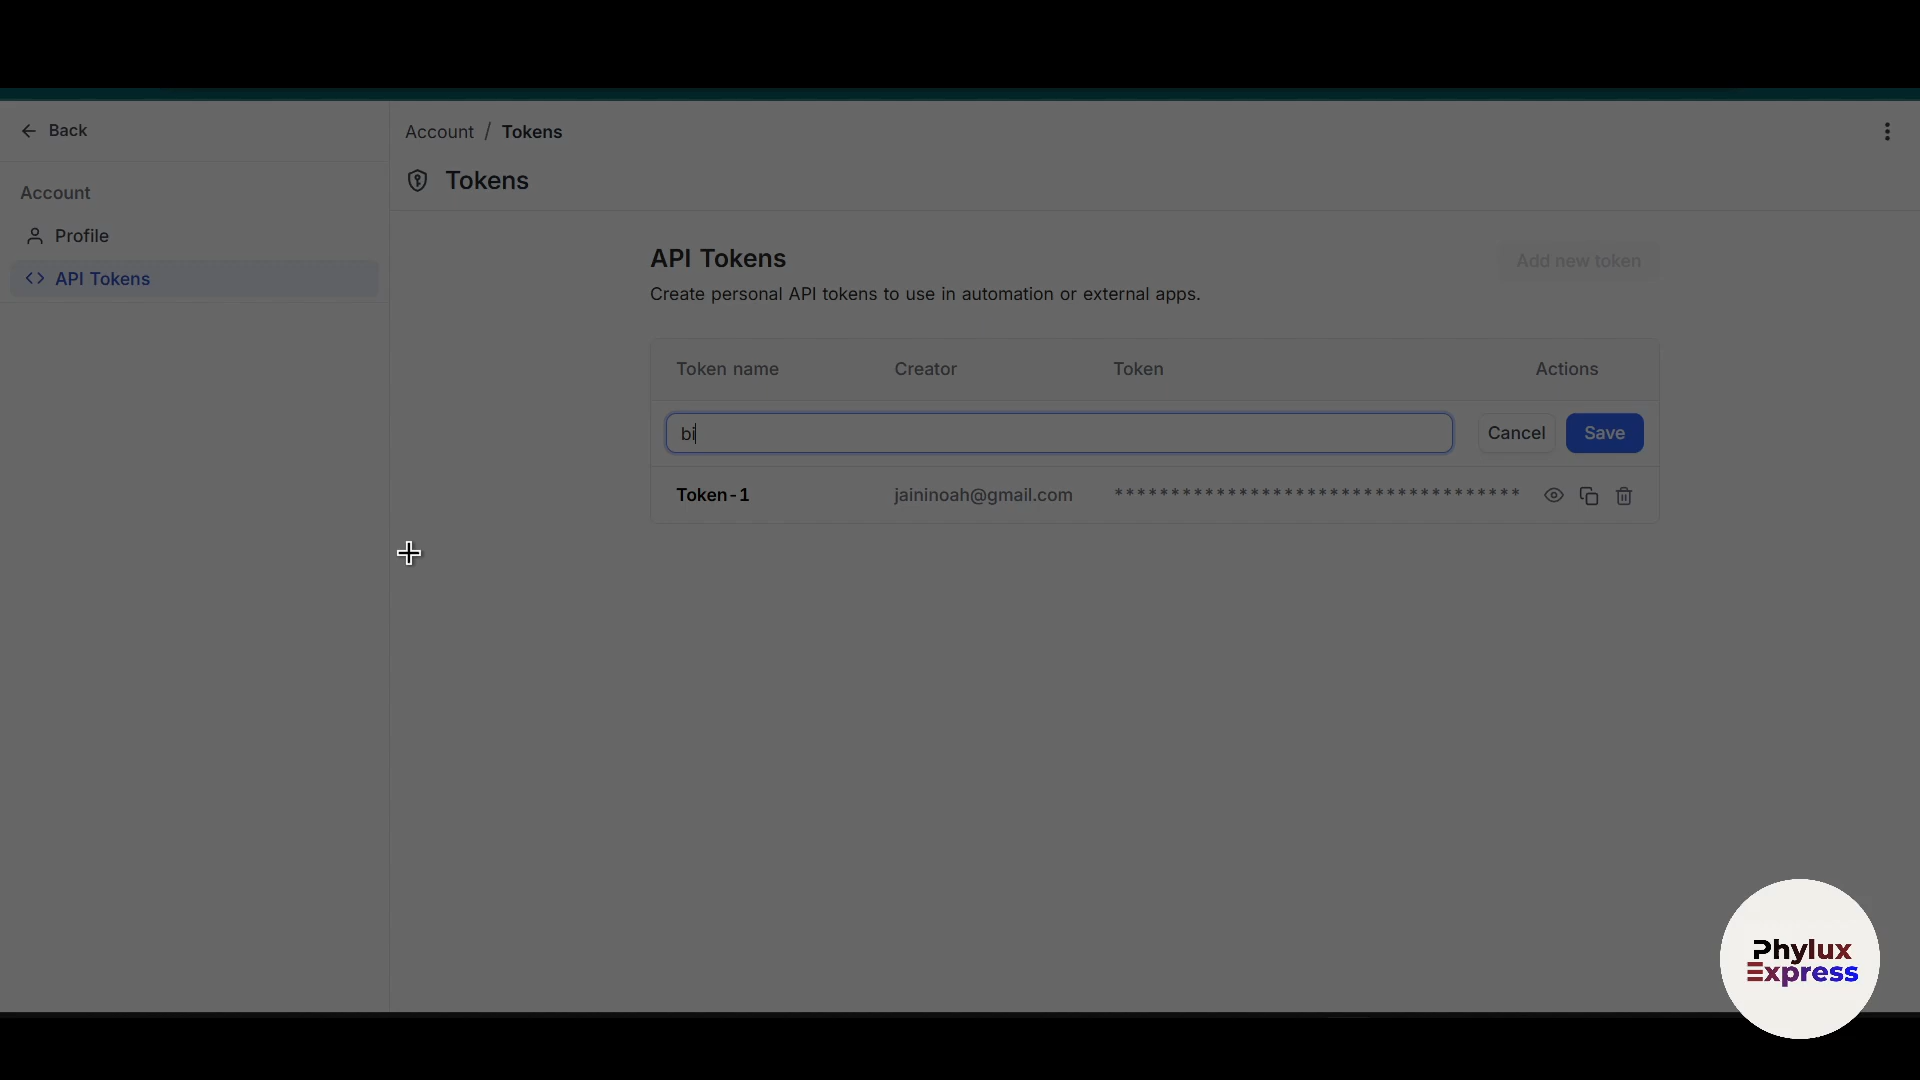 Back
Account / Tokens
Account
Tokens
Profile
API Tokens
API Tokens
Add new token
Create personal API tokens to use in automation or external apps.
Token name Creator Token Actions
bi
Cancel Save
Token-1 jaininoah@gmail.com ************************************
Phylux
Express